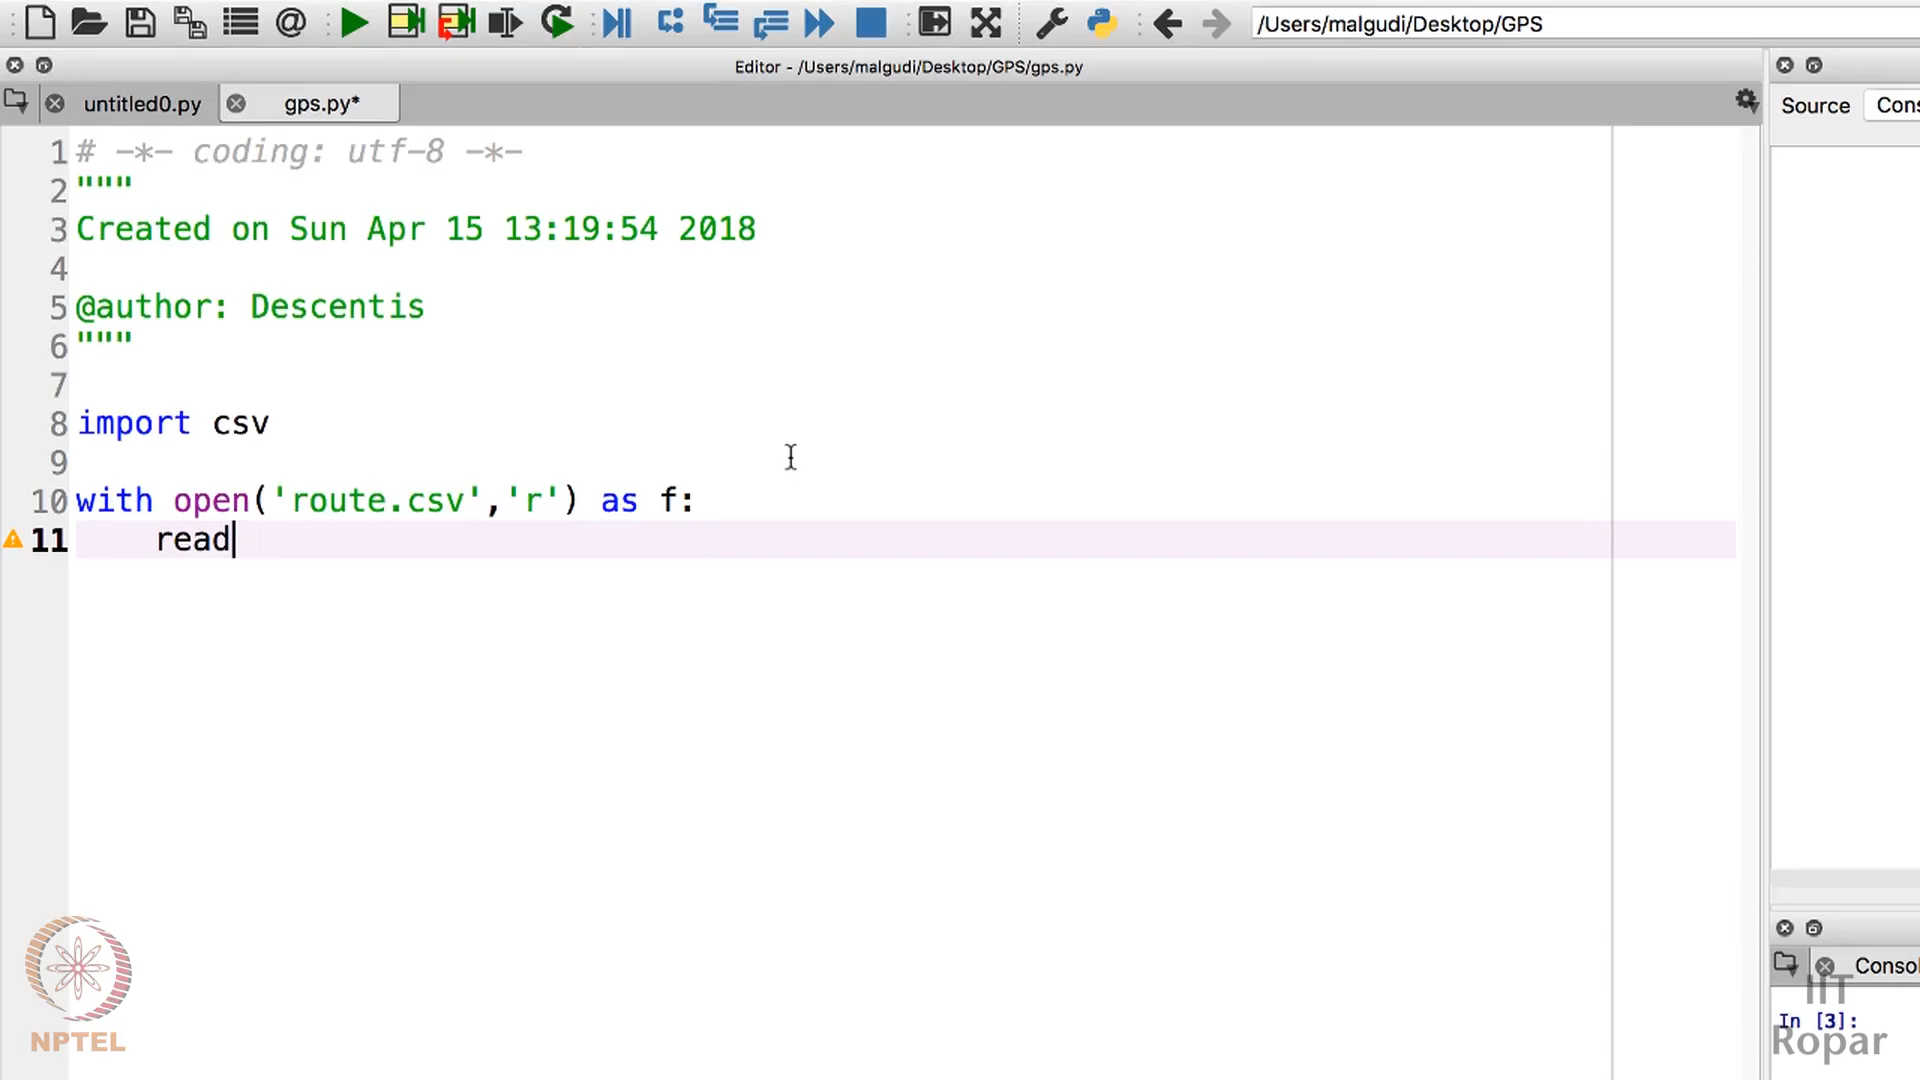 /Users/malgudi/Desktop/GPS
Editor - /Users/malgudi/Desktop/GPS/gps.py
untitled0.py
gps.py*
Source
Cons
1 # -*- coding: utf-8 -*-
2 """
3 Created on Sun Apr 15 13:19:54 2018
4
5 @author: Descentis
6 """
7
8 import csv
9
10 with open('route.csv','r') as f:
11     read
Conso
In [3]:
NPTEL
IIT
Ropar